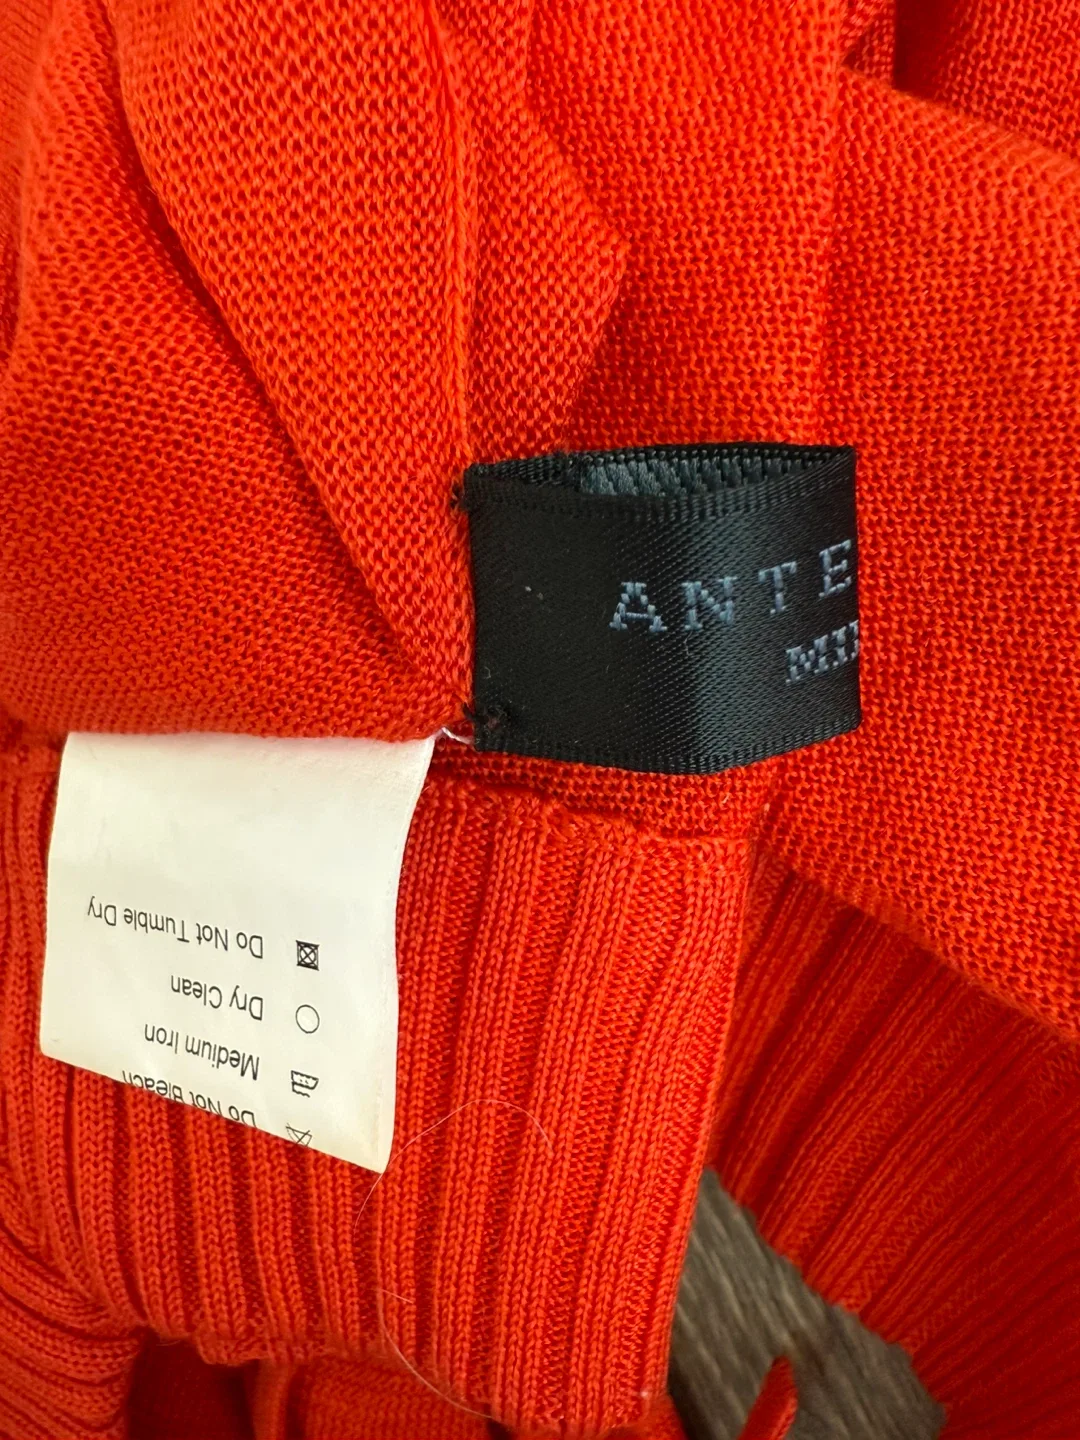 ANTE
MI
Do Not Bleach
Medium Iron
Dry Clean
Do Not Tumble Dry